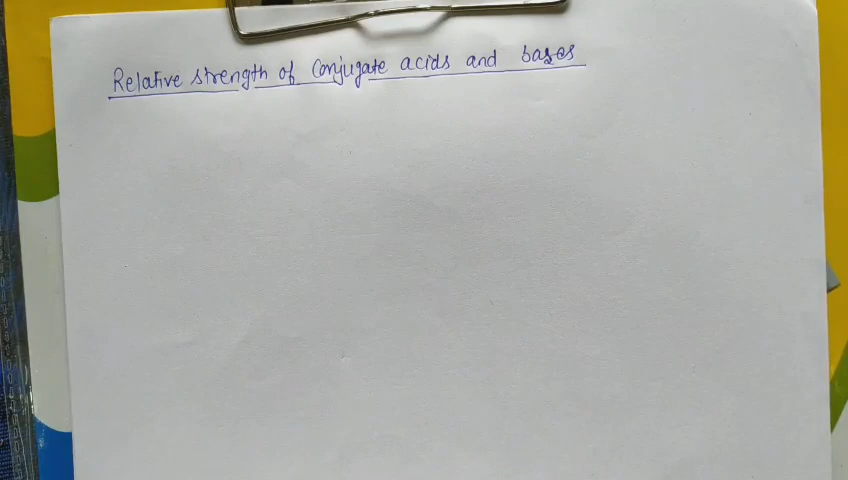 Relative strength of conjugate acids and bases